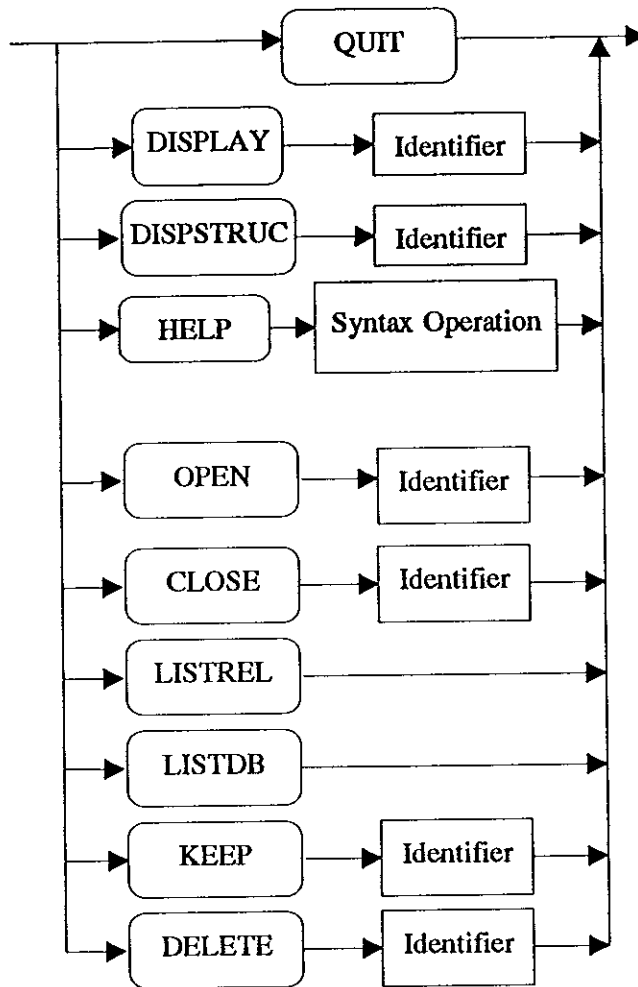 QUIT
DISPLAY Identifier
DISPSTRUC Identifier
HELP Syntax Operation
OPEN Identifier
CLOSE Identifier
LISTREL
LISTDB
KEEP Identifier
DELETE Identifier